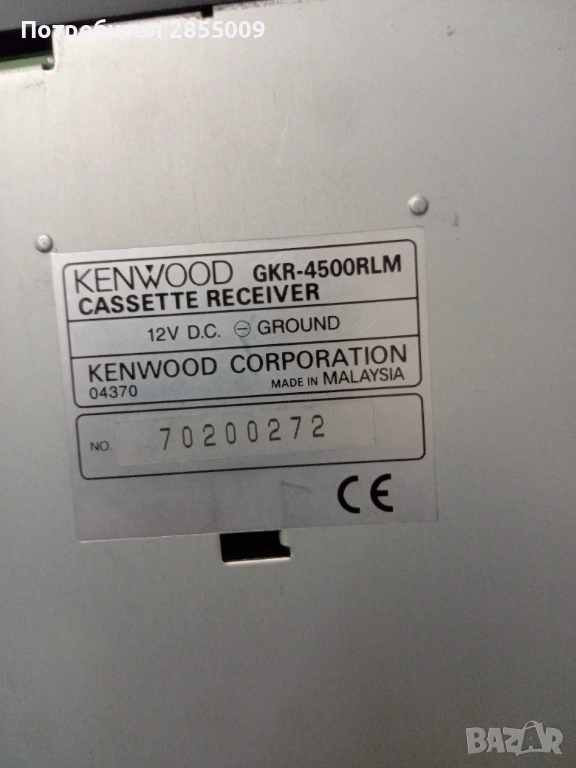 Потребител 2855009
KENWOOD GKR-4500RLM
CASSETTE RECEIVER
12V D.C. ⊖ GROUND
KENWOOD CORPORATION
04370 MADE IN MALAYSIA
NO. 70200272
CE
BAZAR